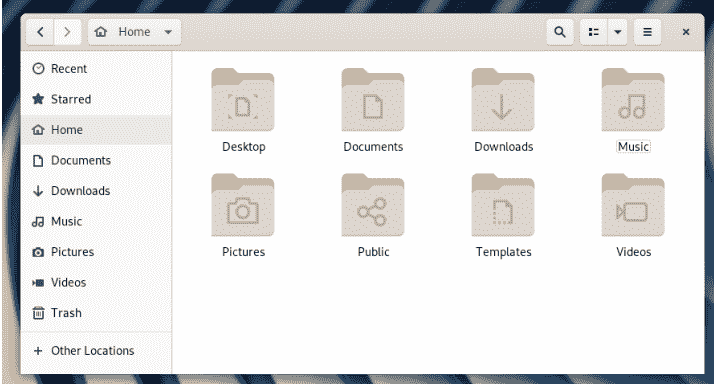 Home
Recent
Starred
Home
Documents
Downloads
Music
Pictures
Videos
Trash
Other Locations
Desktop Documents Downloads Music
Pictures Public Templates Videos